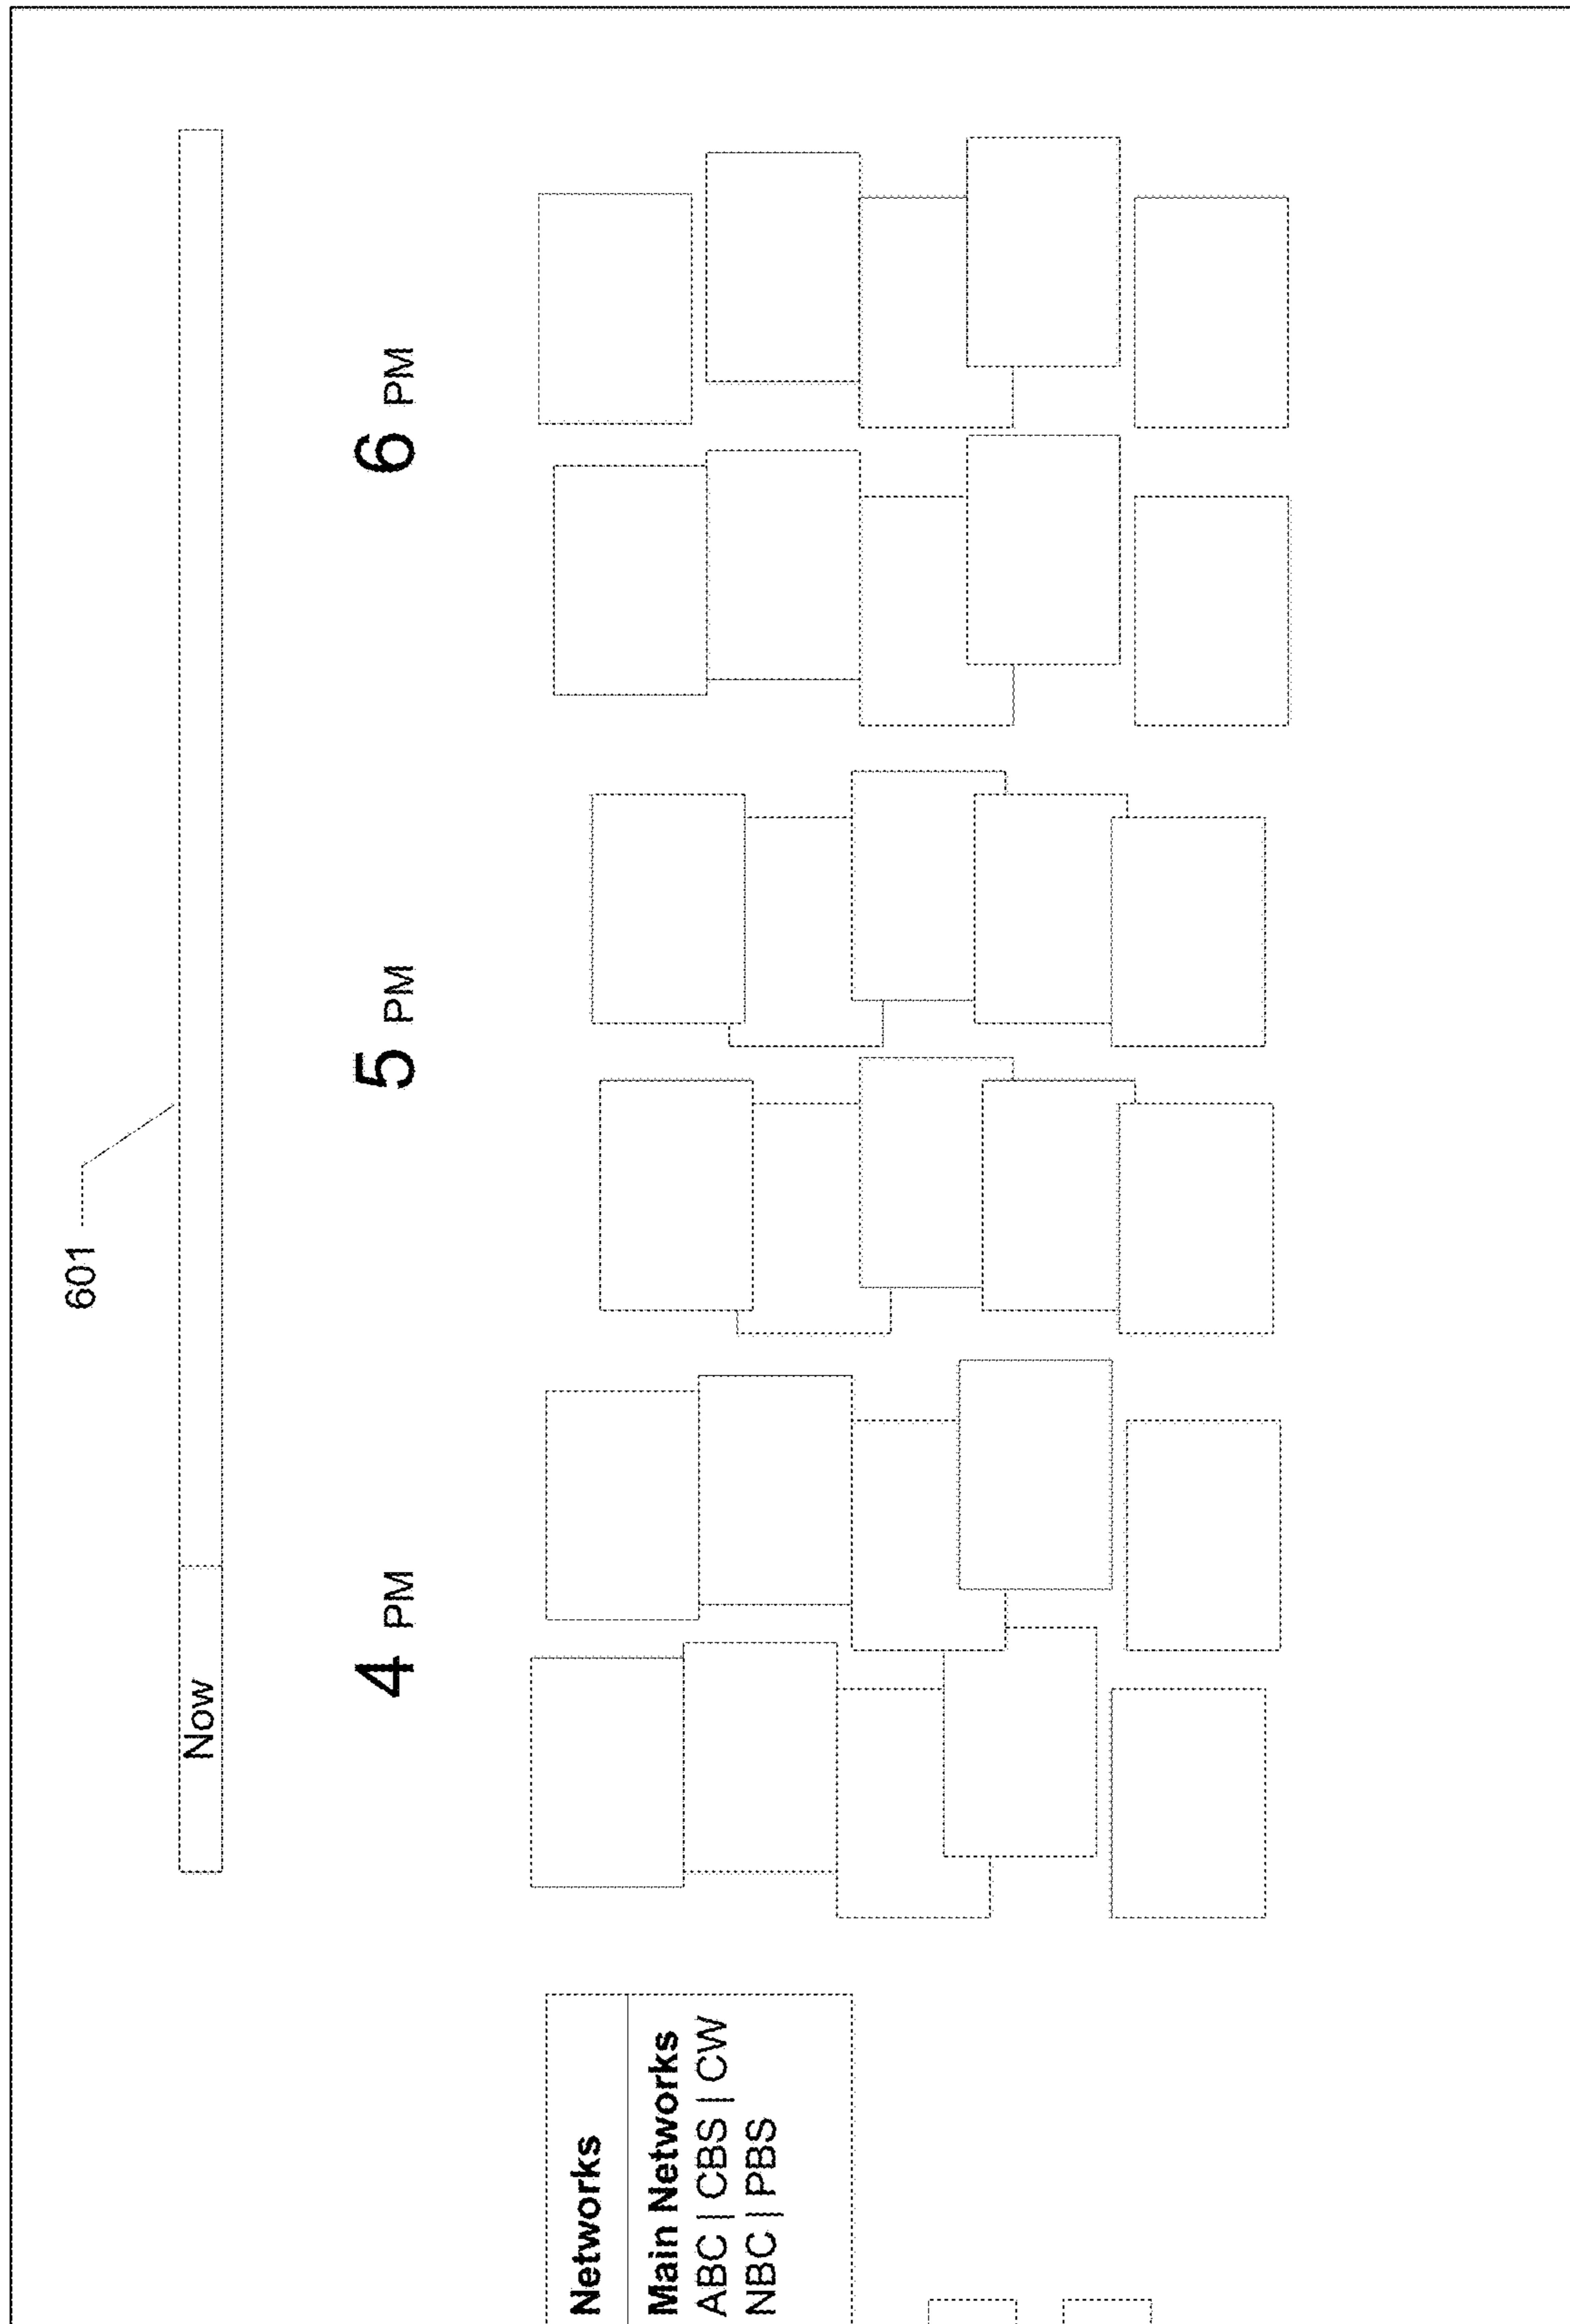 601
Now
4 PM
5 PM
6 PM
Networks
Main Networks
ABC | CBS | CW
NBC | PBS